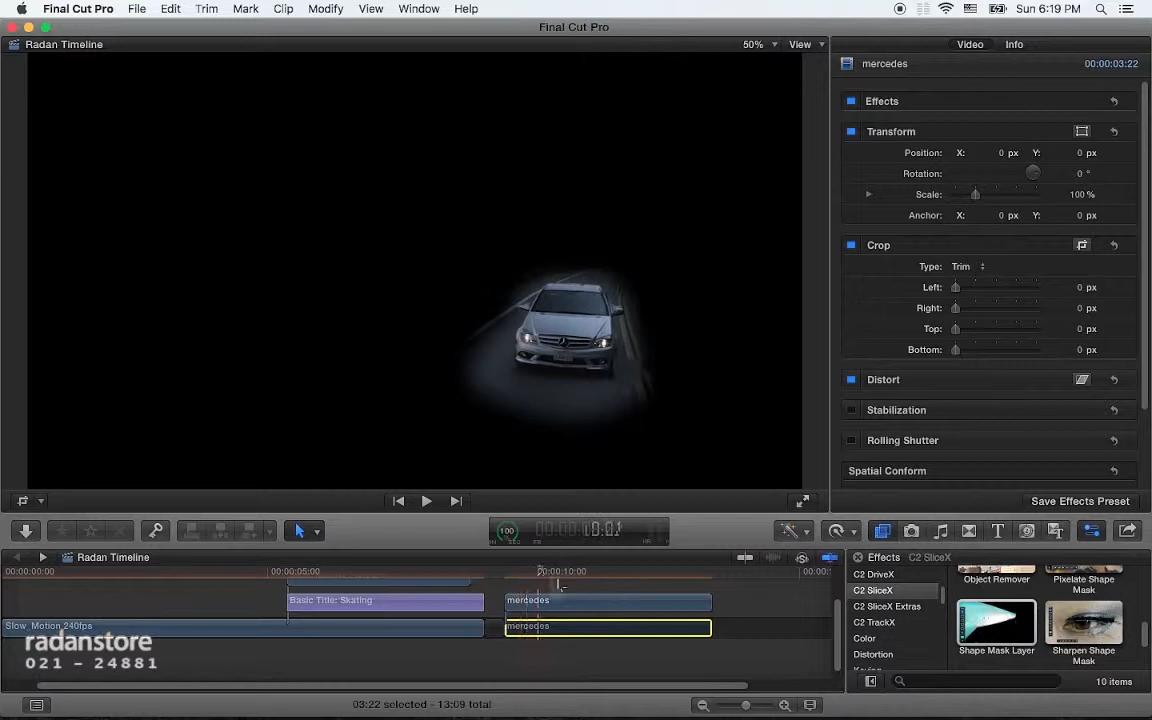 Final Cut Pro File Edit Trim Mark Clip Modify View Window Help Sun 6:19 PM
Final Cut Pro
Radan Timeline 50% View Video Info
mercedes 00:00:03:22
Effects
Transform
Position: X: 0 px Y: 0 px
Rotation: 0 °
Scale: 100 %
Anchor: X: 0 px Y: 0 px
Crop
Type: Trim
Left: 0 px
Right: 0 px
Top: 0 px
Bottom: 0 px
Distort
Stabilization
Rolling Shutter
Spatial Conform
Save Effects Preset
100
Radan Timeline Effects
00:00:00:00 00:00:05:00 00:00:10:00
C2 DriveX
C2 SliceX
C2 SliceX Extras
C2 TrackX
Color
Distortion
Object Remover
Pixelate Shape Mask
Shape Mask Layer
Sharpen Shape Mask
Basic Title: Skating mercedes
Slow_Motion 240fps mercedes
radanstore
021 - 24881
10 items
03:22 selected - 13:09 total